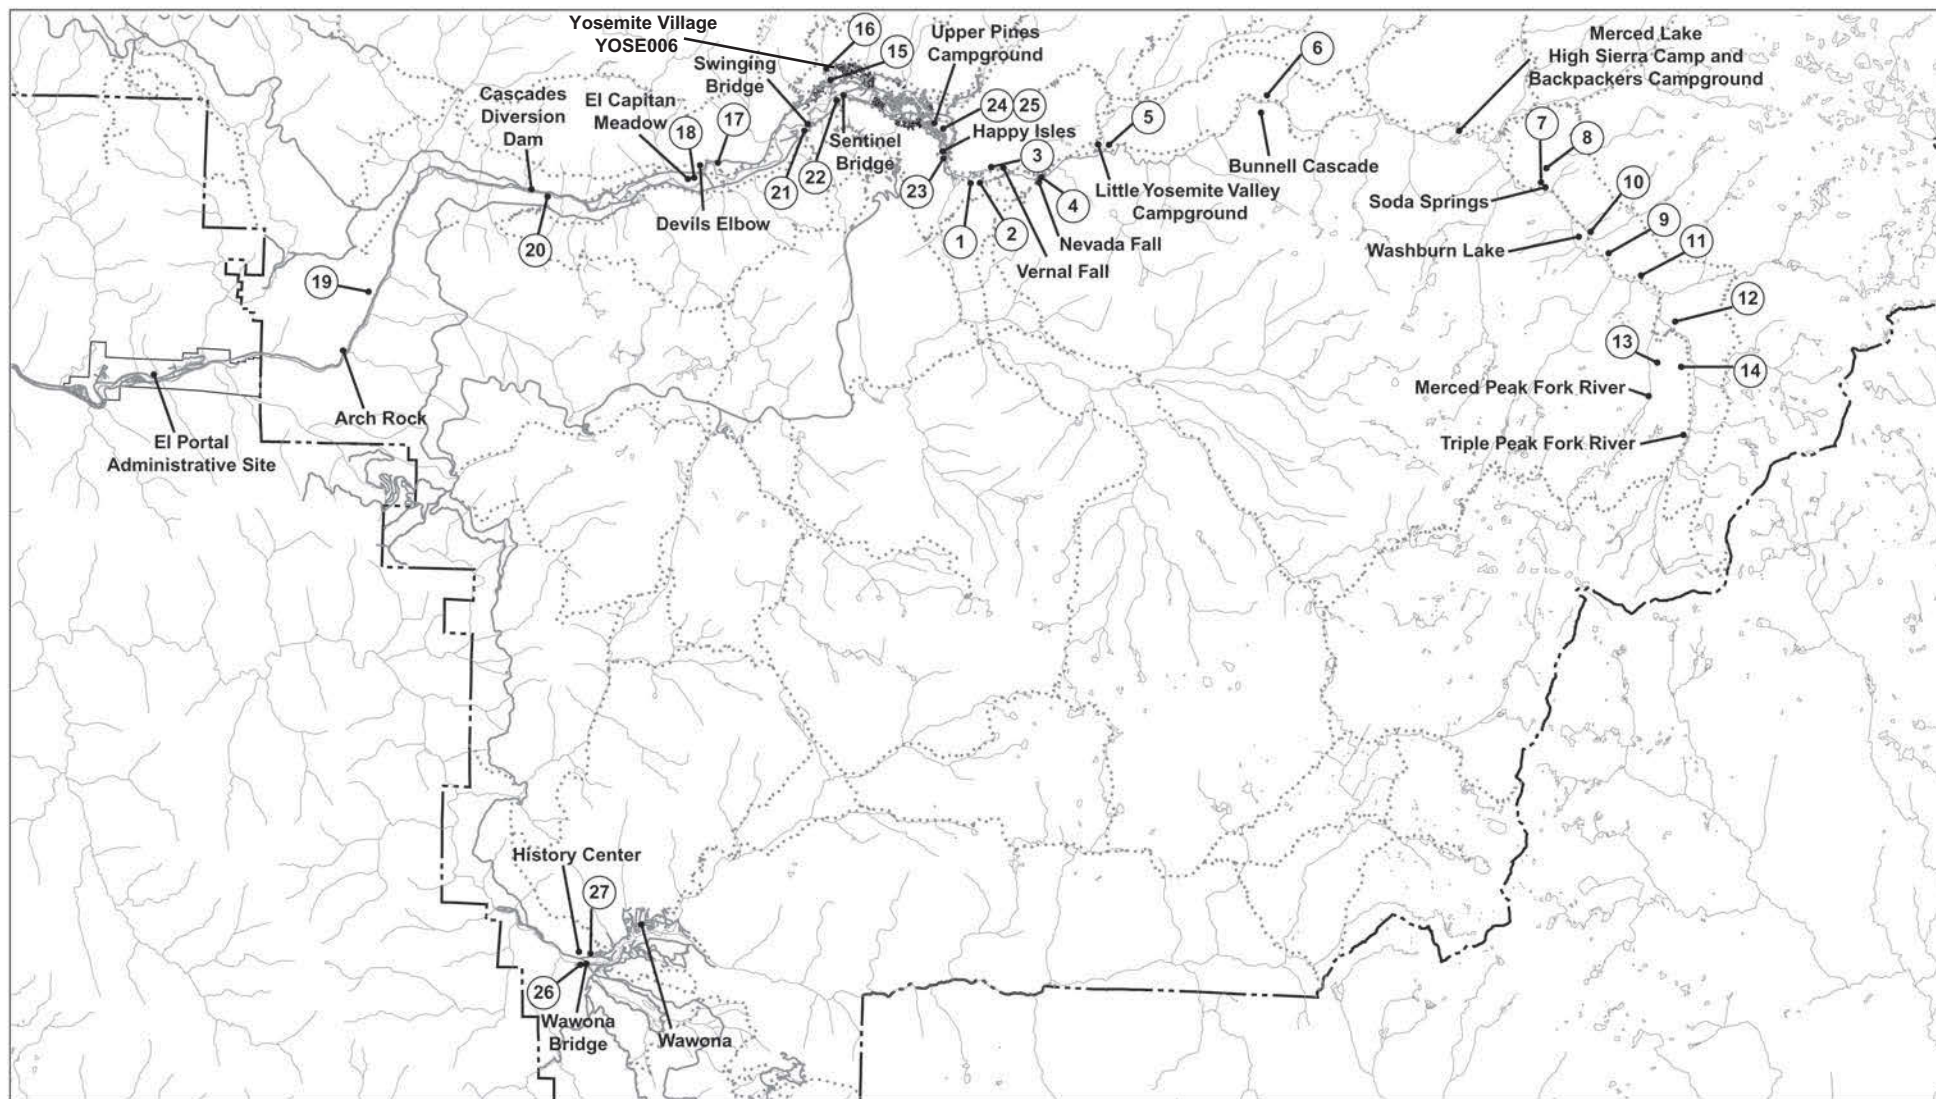 Yosemite Village
YOSE006
16
15
Upper Pines
Campground
6
Merced Lake
High Sierra Camp and
Backpackers Campground
Swinging
Bridge
Cascades
Diversion
Dam
El Capitan
Meadow
18
17
24
25
Happy Isles
5
Sentinel
Bridge
3
Bunnell Cascade
7
8
21
22
23
4
Little Yosemite Valley
Campground
Soda Springs
10
20
Devils Elbow
1
2
Nevada Fall
Vernal Fall
9
11
Washburn Lake
19
12
13
14
Merced Peak Fork River
Arch Rock
Triple Peak Fork River
El Portal
Administrative Site
History Center
27
26
Wawona
Bridge
Wawona